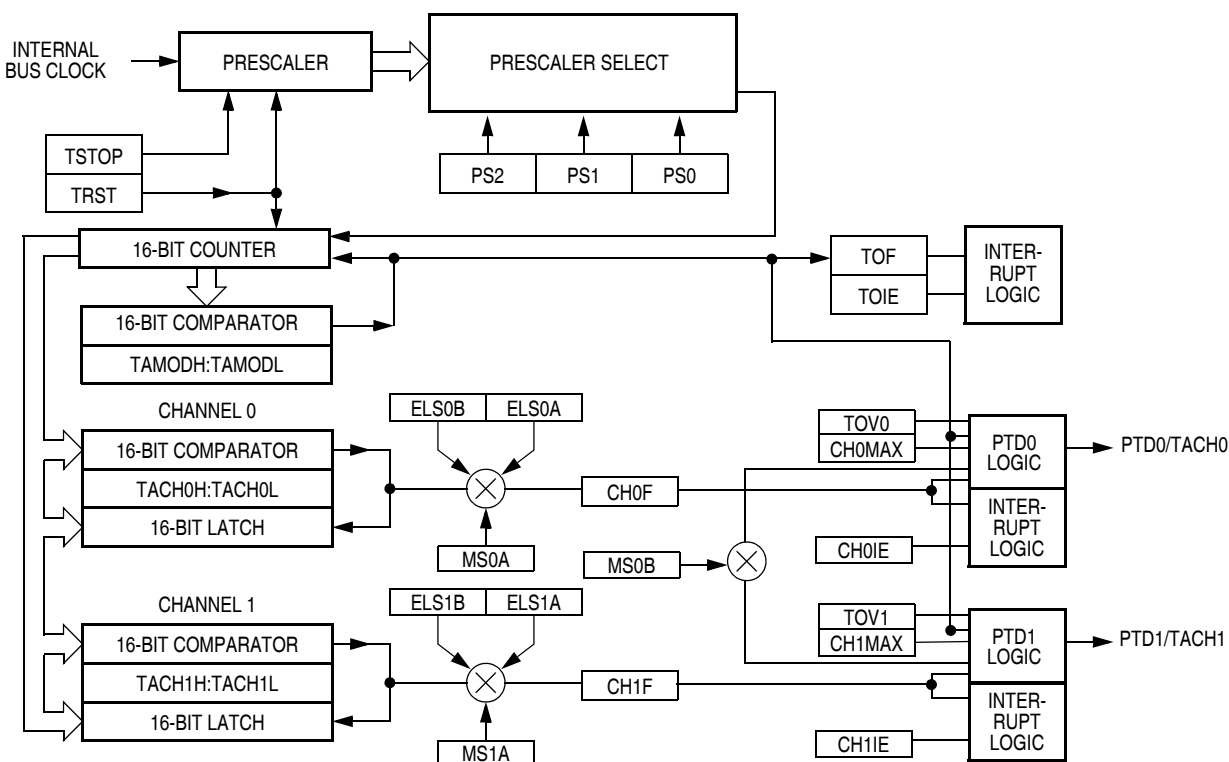 INTERNAL
BUS CLOCK
PRESCALER
PRESCALER SELECT
TSTOP
TRST
PS2
PS1
PS0
16-BIT COUNTER
TOF
TOIE
INTER-
RUPT
LOGIC
16-BIT COMPARATOR
TAMODH:TAMODL
CHANNEL 0
ELS0B
ELS0A
16-BIT COMPARATOR
TACH0H:TACH0L
16-BIT LATCH
MS0A
CH0F
MS0B
TOV0
CH0MAX
PTD0
LOGIC
PTD0/TACH0
INTER-
RUPT
LOGIC
CH0IE
CHANNEL 1
ELS1B
ELS1A
16-BIT COMPARATOR
TACH1H:TACH1L
16-BIT LATCH
MS1A
CH1F
TOV1
CH1MAX
PTD1
LOGIC
PTD1/TACH1
INTER-
RUPT
LOGIC
CH1IE